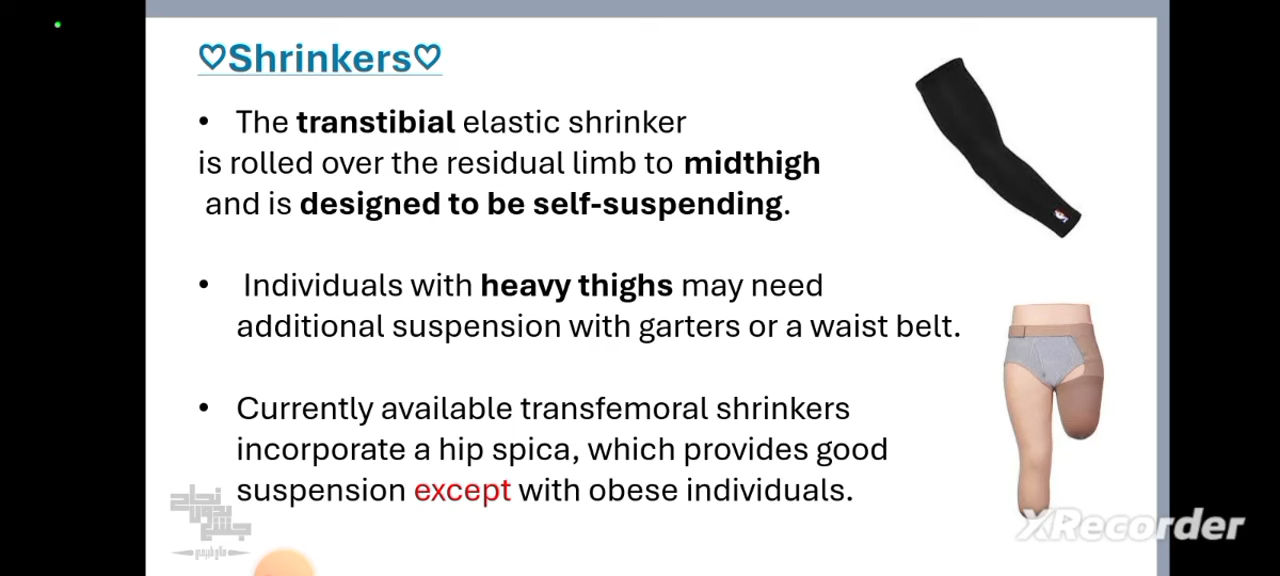 ♡Shrinkers♡
• The transtibial elastic shrinker
is rolled over the residual limb to midthigh
and is designed to be self-suspending.
• Individuals with heavy thighs may need
additional suspension with garters or a waist belt.
• Currently available transfemoral shrinkers
incorporate a hip spica, which provides good
suspension except with obese individuals.
XRecorder